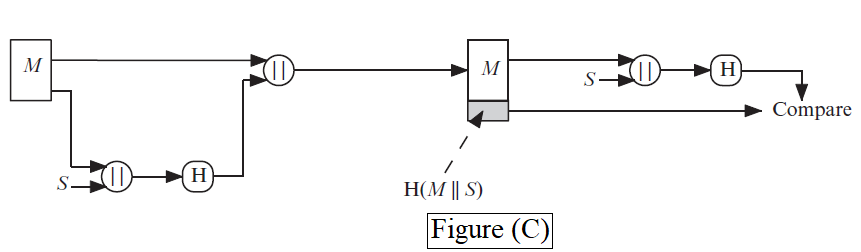 M || M S || H Compare
S || H
H(M || S)
Figure (C)